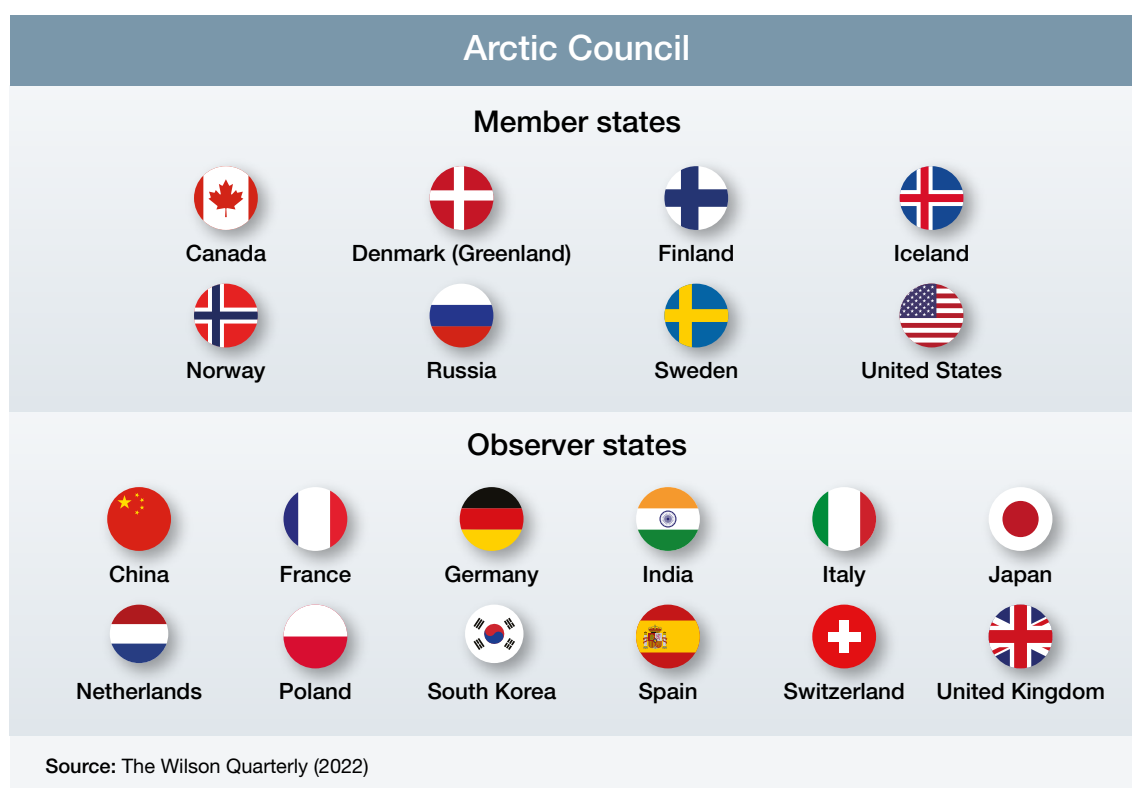 Arctic Council
Member states
Canada Denmark (Greenland) Finland Iceland
Norway Russia Sweden United States
Observer states
China France Germany India Italy Japan
Netherlands Poland South Korea Spain Switzerland United Kingdom
Source: The Wilson Quarterly (2022)